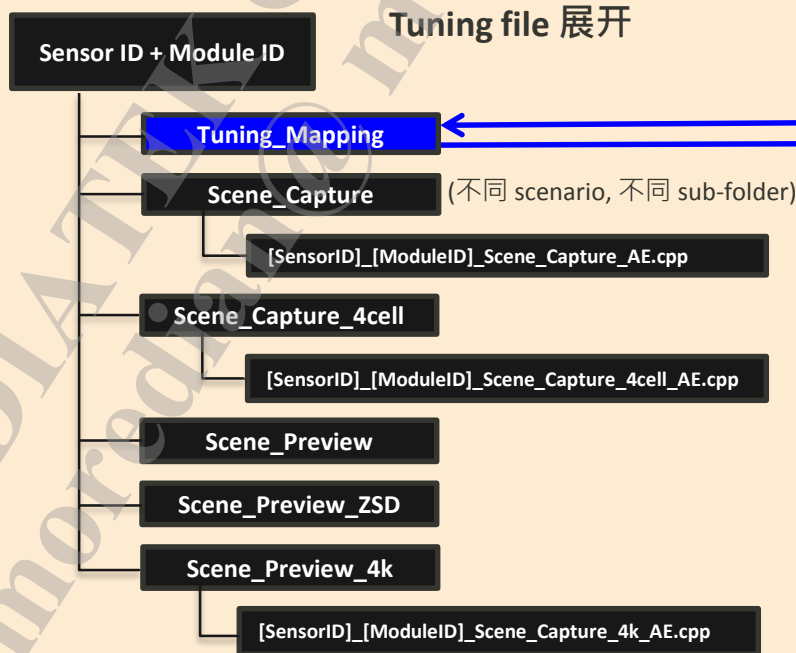 Tuning file 展开
Sensor ID + Module ID
Tuning_Mapping
Scene_Capture
(不同 scenario, 不同 sub-folder)
[SensorID]_[ModuleID]_Scene_Capture_AE.cpp
Scene_Capture_4cell
[SensorID]_[ModuleID]_Scene_Capture_4cell_AE.cpp
Scene_Preview
Scene_Preview_ZSD
Scene_Preview_4k
[SensorID]_[ModuleID]_Scene_Capture_4k_AE.cpp